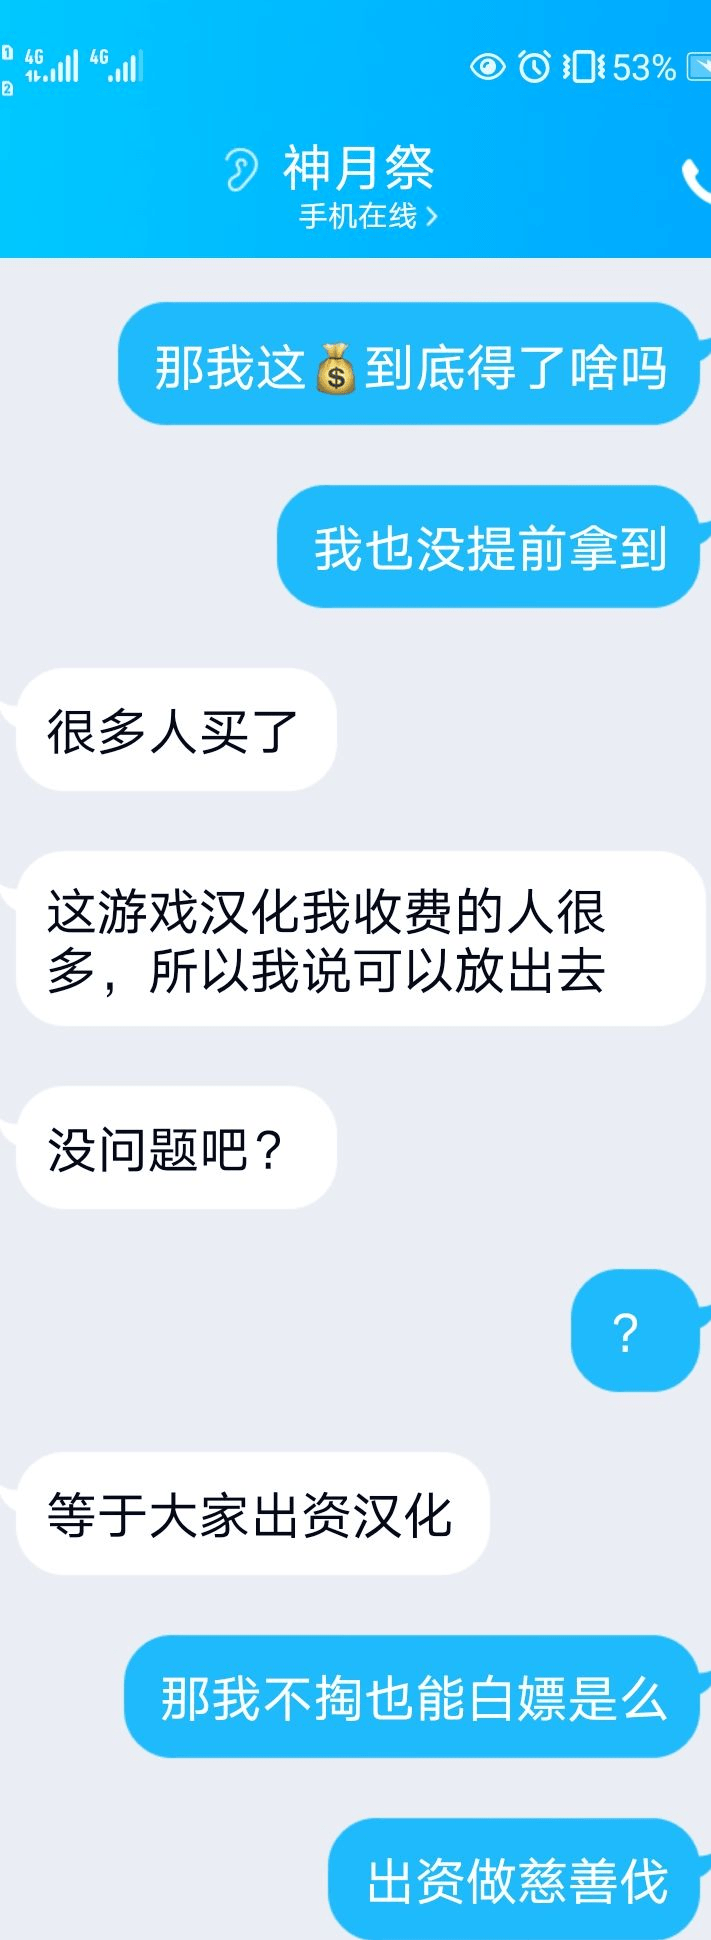 1 4G 4G 53%
2
神月祭
手机在线
那我这💰到底得了啥吗
我也没提前拿到
很多人买了
这游戏汉化我收费的人很
多，所以我说可以放出去
没问题吧？
？
等于大家出资汉化
那我不掏也能白嫖是么
出资做慈善伐